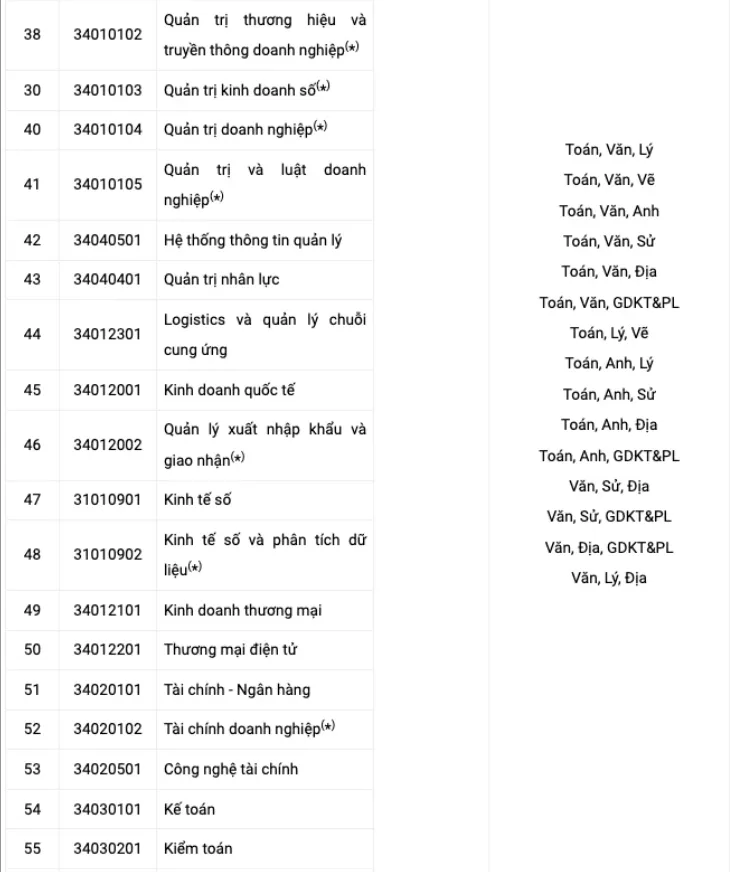 38 34010102 Quản trị thương hiệu và
truyền thông doanh nghiệp(*)
30 34010103 Quản trị kinh doanh số(*)
40 34010104 Quản trị doanh nghiệp(*)
41 34010105 Quản trị và luật doanh
nghiệp(*)
42 34040501 Hệ thống thông tin quản lý
43 34040401 Quản trị nhân lực
44 34012301 Logistics và quản lý chuỗi
cung ứng
45 34012001 Kinh doanh quốc tế
46 34012002 Quản lý xuất nhập khẩu và
giao nhận(*)
47 31010901 Kinh tế số
48 31010902 Kinh tế số và phân tích dữ
liệu(*)
49 34012101 Kinh doanh thương mại
50 34012201 Thương mại điện tử
51 34020101 Tài chính - Ngân hàng
52 34020102 Tài chính doanh nghiệp(*)
53 34020501 Công nghệ tài chính
54 34030101 Kế toán
55 34030201 Kiểm toán
Toán, Văn, Lý
Toán, Văn, Vẽ
Toán, Văn, Anh
Toán, Văn, Sử
Toán, Văn, Địa
Toán, Văn, GDKT&PL
Toán, Lý, Vẽ
Toán, Anh, Lý
Toán, Anh, Sử
Toán, Anh, Địa
Toán, Anh, GDKT&PL
Văn, Sử, Địa
Văn, Sử, GDKT&PL
Văn, Địa, GDKT&PL
Văn, Lý, Địa